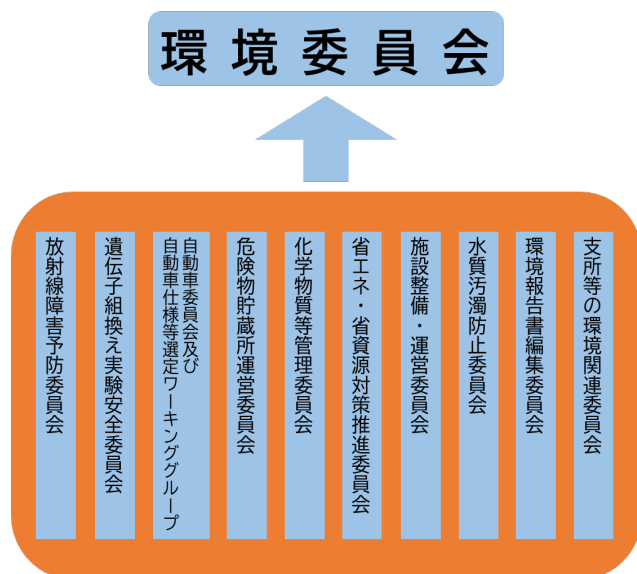 環境委員会
支所等の環境関連委員会
環境報告書編集委員会
水質汚濁防止委員会
施設整備・運営委員会
省エネ・省資源対策推進委員会
化学物質等管理委員会
危険物貯蔵所運営委員会
自動車委員会及び
自動車仕様等選定ワーキンググループ
遺伝子組換え実験安全委員会
放射線障害予防委員会